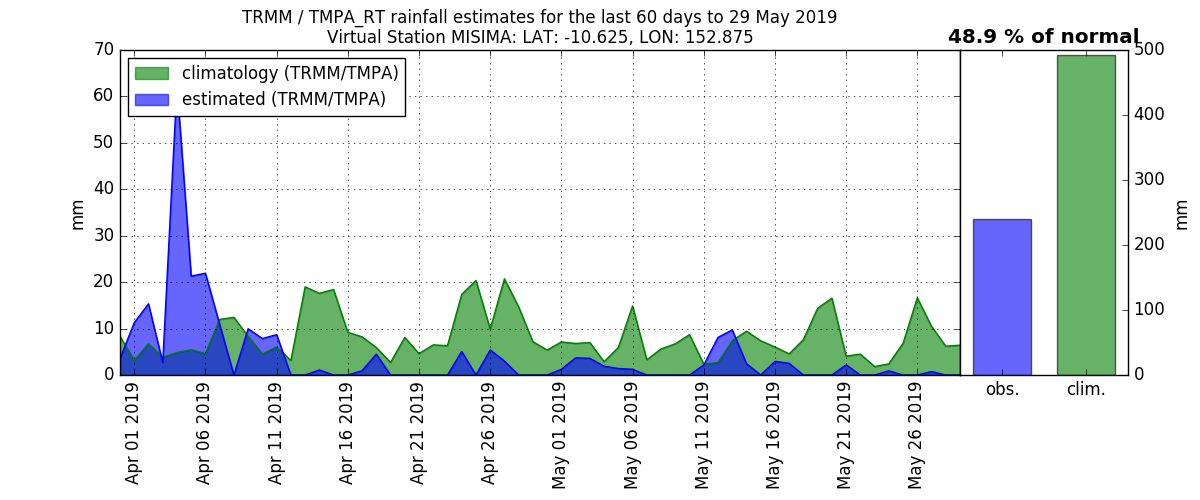 TRMM / TMPA_RT rainfall estimates for the last 60 days to 29 May 2019
Virtual Station MISIMA: LAT: -10.625, LON: 152.875
48.9 % of normal
climatology (TRMM/TMPA)
estimated (TRMM/TMPA)
70
60
50
40
30
20
10
0
mm
Apr 01 2019
Apr 06 2019
Apr 11 2019
Apr 16 2019
Apr 21 2019
Apr 26 2019
May 01 2019
May 06 2019
May 11 2019
May 16 2019
May 21 2019
May 26 2019
500
400
300
200
100
0
mm
obs.
clim.